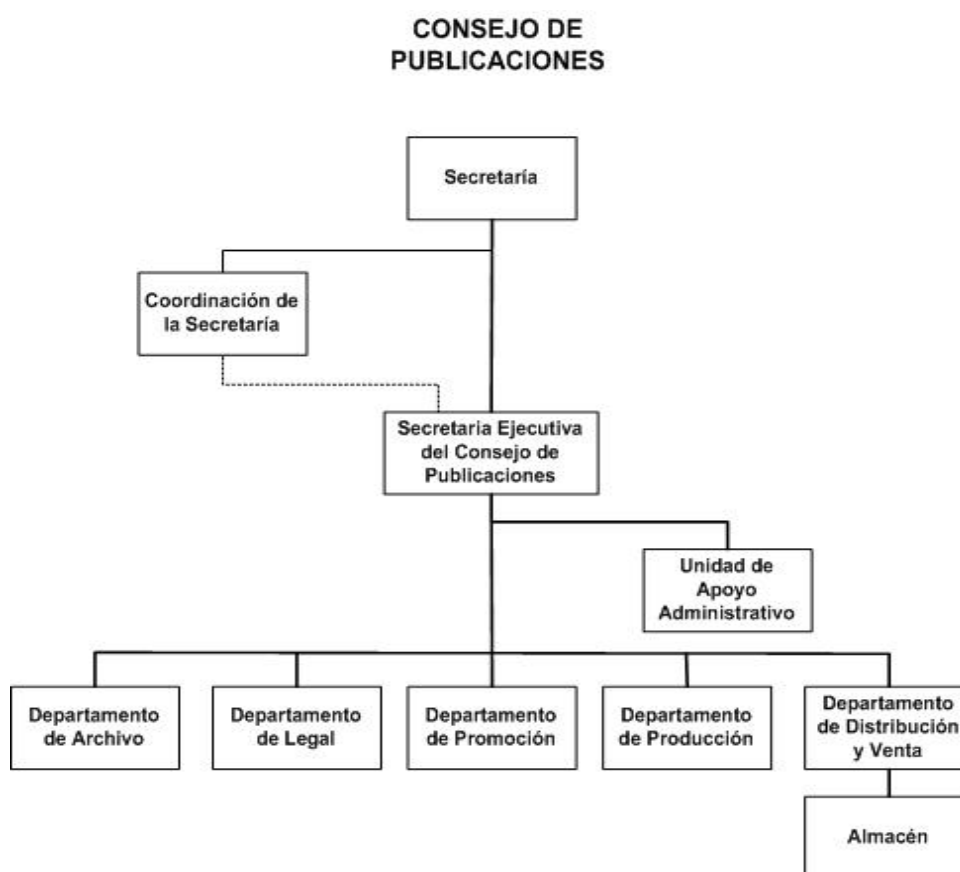 CONSEJO DE
PUBLICACIONES
Secretaría
Coordinación de
la Secretaría
Secretaria Ejecutiva
del Consejo de
Publicaciones
Unidad de
Apoyo
Administrativo
Departamento
de Archivo
Departamento
de Legal
Departamento
de Promoción
Departamento
de Producción
Departamento
de Distribución
y Venta
Almacén